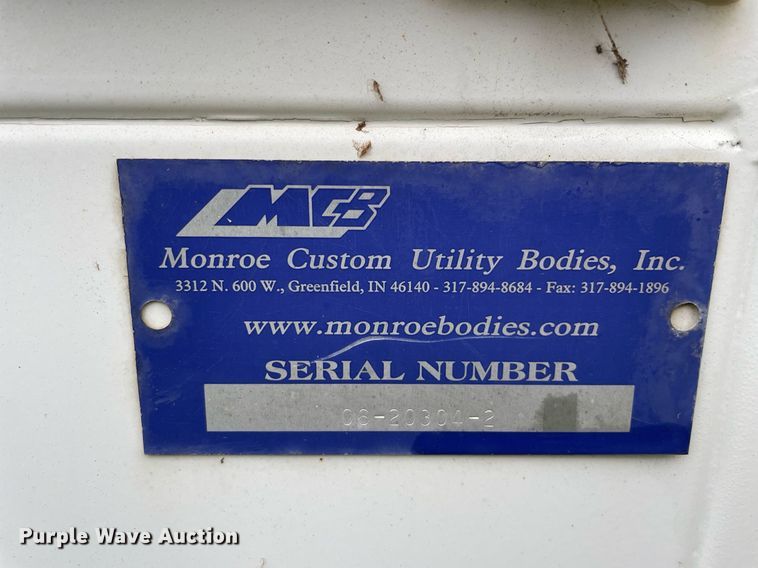 MCB
Monroe Custom Utility Bodies, Inc.
3312 N. 600 W., Greenfield, IN 46140 - 317-894-8684 - Fax: 317-894-1896
www.monroebodies.com
SERIAL NUMBER
08-20304-2
Purple Wave Auction